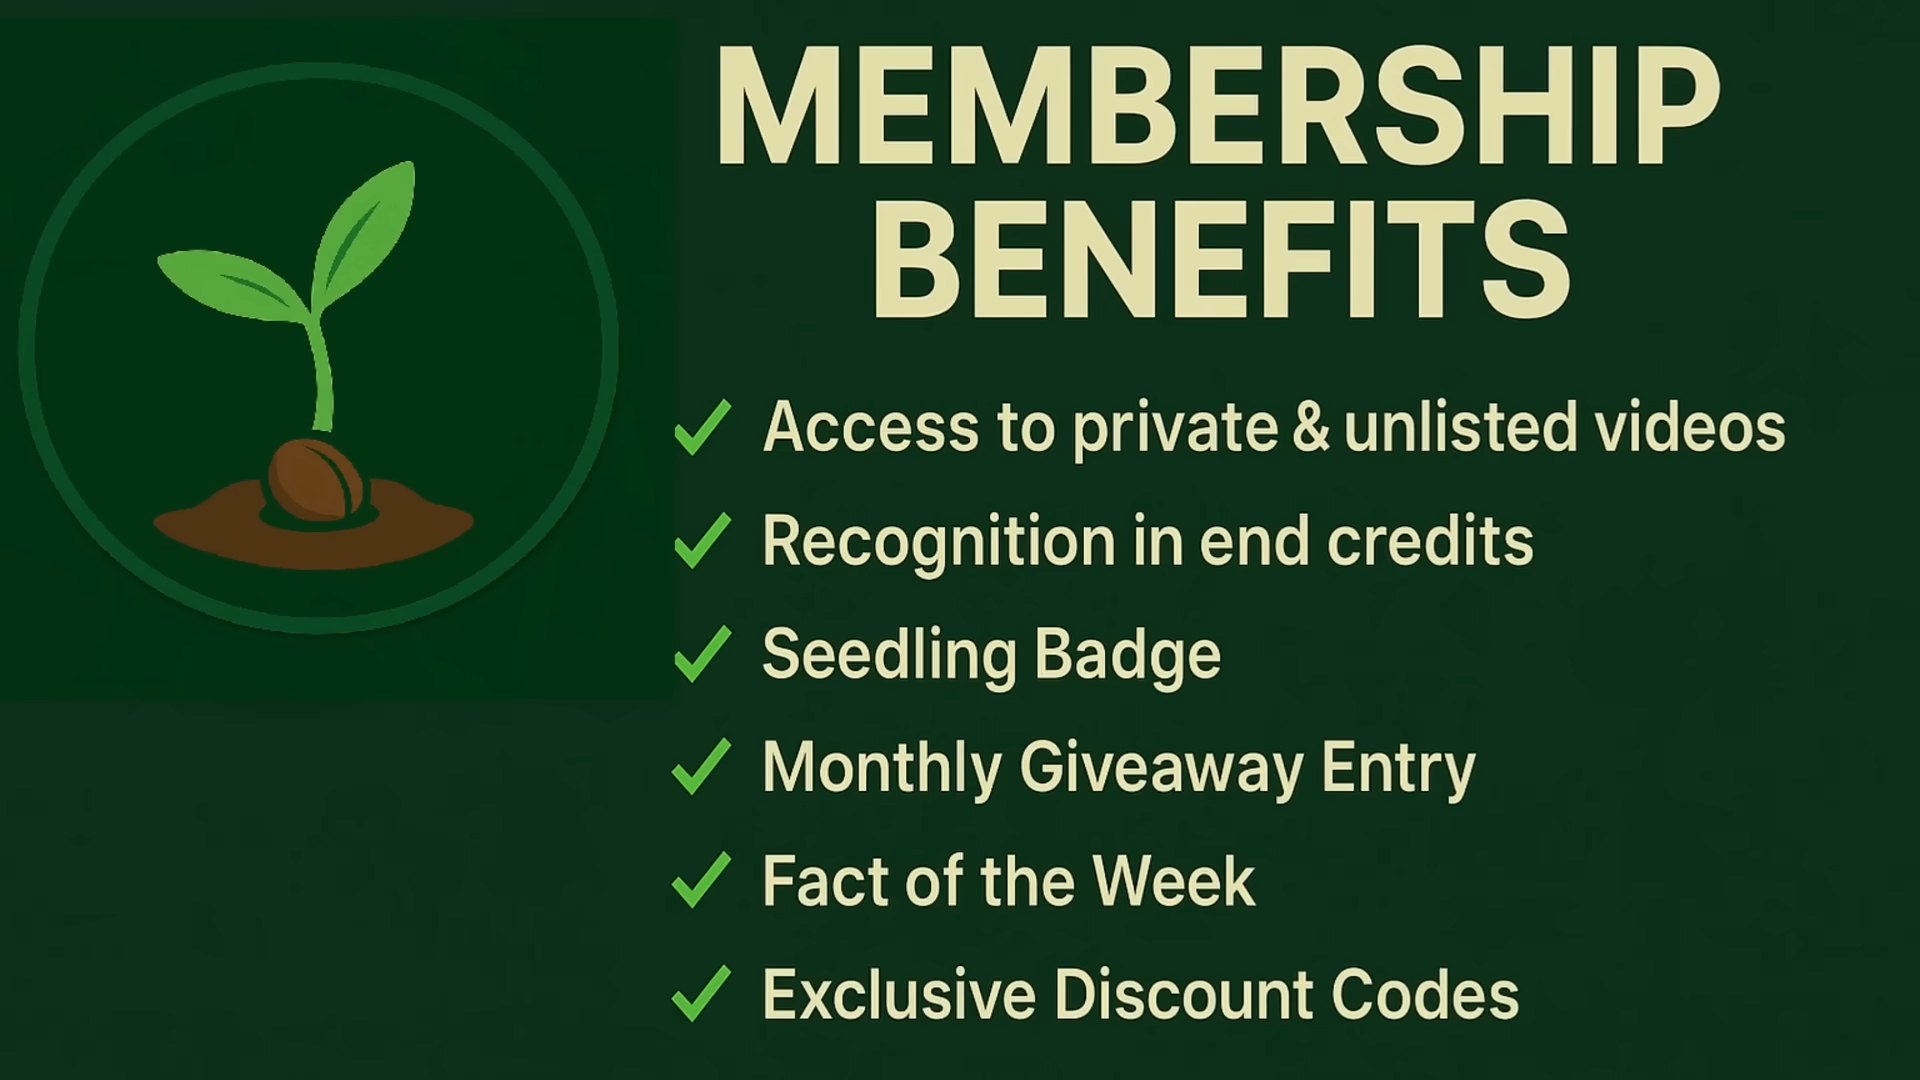 MEMBERSHIP
BENEFITS
Access to private & unlisted videos
Recognition in end credits
Seedling Badge
Monthly Giveaway Entry
Fact of the Week
Exclusive Discount Codes